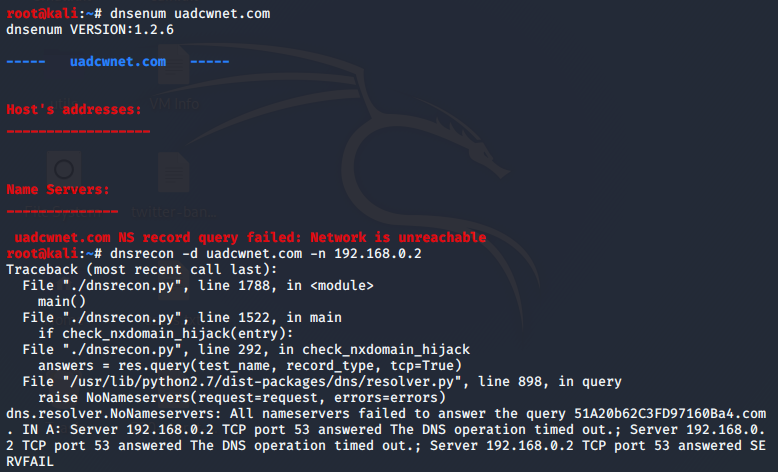 root@kali:~# dnsenum uadcwnet.com
dnsenum VERSION:1.2.6
-----   uadcwnet.com   -----
VM Info
Host's addresses:
__________________
Name Servers:
______________
uadcwnet.com NS record query failed: Network is unreachable
root@kali:~# dnsrecon -d uadcwnet.com -n 192.168.0.2
Traceback (most recent call last):
  File "./dnsrecon.py", line 1788, in <module>
    main()
  File "./dnsrecon.py", line 1522, in main
    if check_nxdomain_hijack(entry):
  File "./dnsrecon.py", line 292, in check_nxdomain_hijack
    answers = res.query(test_name, record_type, tcp=True)
  File "/usr/lib/python2.7/dist-packages/dns/resolver.py", line 898, in query
    raise NoNameservers(request=request, errors=errors)
dns.resolver.NoNameservers: All nameservers failed to answer the query 51A20b62C3FD97160Ba4.com
. IN A: Server 192.168.0.2 TCP port 53 answered The DNS operation timed out.; Server 192.168.0.
2 TCP port 53 answered The DNS operation timed out.; Server 192.168.0.2 TCP port 53 answered SE
RVFAIL